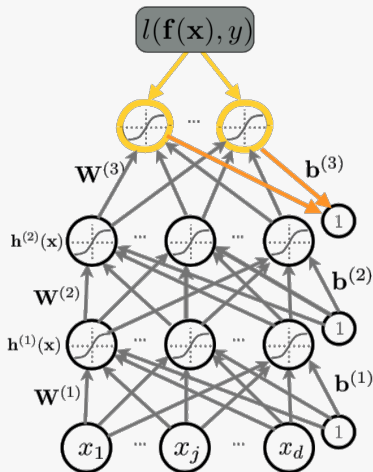 l(f(x), y)
...
W⁽³⁾ b⁽³⁾
1
h⁽²⁾(x) ... ...
W⁽²⁾ b⁽²⁾
1
h⁽¹⁾(x) ... ...
W⁽¹⁾ b⁽¹⁾
1
x₁ ... xⱼ ... x_d